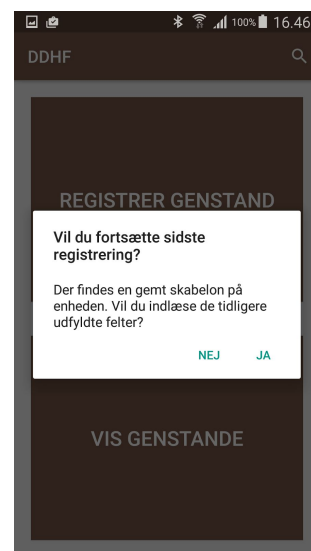 100% 16.46
DDHF
REGISTRER GENSTAND
Vil du fortsætte sidste
registrering?
Der findes en gemt skabelon på
enheden. Vil du indlæse de tidligere
udfyldte felter?
NEJ JA
VIS GENSTANDE